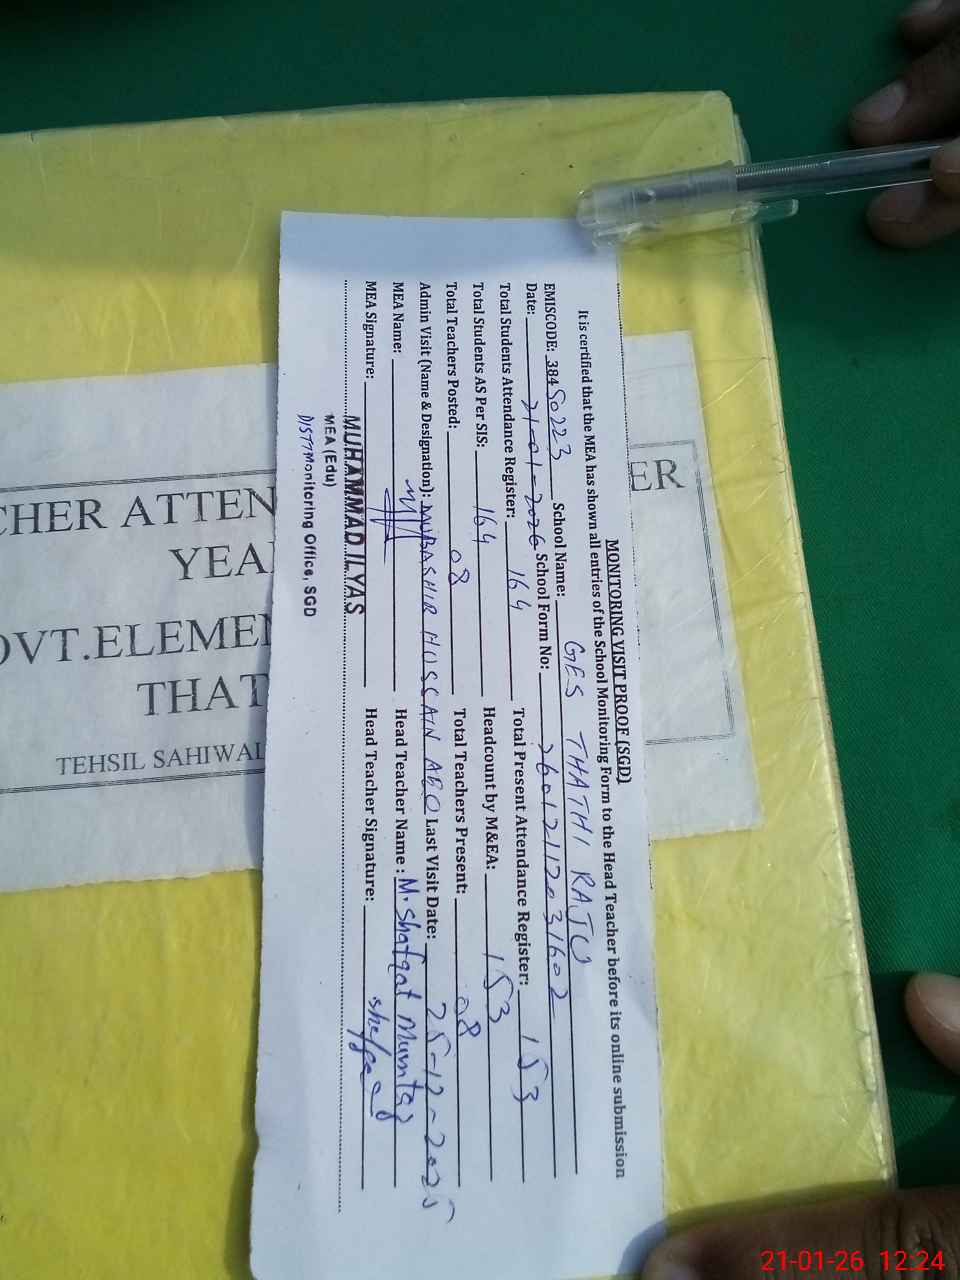 MONITORING VISIT PROOF (SGD)
It is certified that the MEA has shown all entries of the School Monitoring Form to the Head Teacher before its online submission
EMISCODE: 38450223 School Name: GES THATHI RAJU
Date: 21-01-2026 School Form No: 26012112031602
Total Students Attendance Register: 164 Total Present Attendance Register: 153
Total Students AS Per SIS: 164 Headcount by M&EA: 153
Total Teachers Posted: 08 Total Teachers Present: 08
Admin Visit (Name & Designation): MUBASHIR HUSSAIN AEO Last Visit Date: 25-12-2025
MEA Name: Head Teacher Name : M. Shafqat Mumtaz
MEA Signature: Head Teacher Signature:
MUHAMMAD ILYAS
MEA (Edu)
DISTT Monitoring Office, SGD
CHER ATTEN ER
YEA
OVT.ELEMEN
THAT
TEHSIL SAHIWAL
21-01-26 12:24